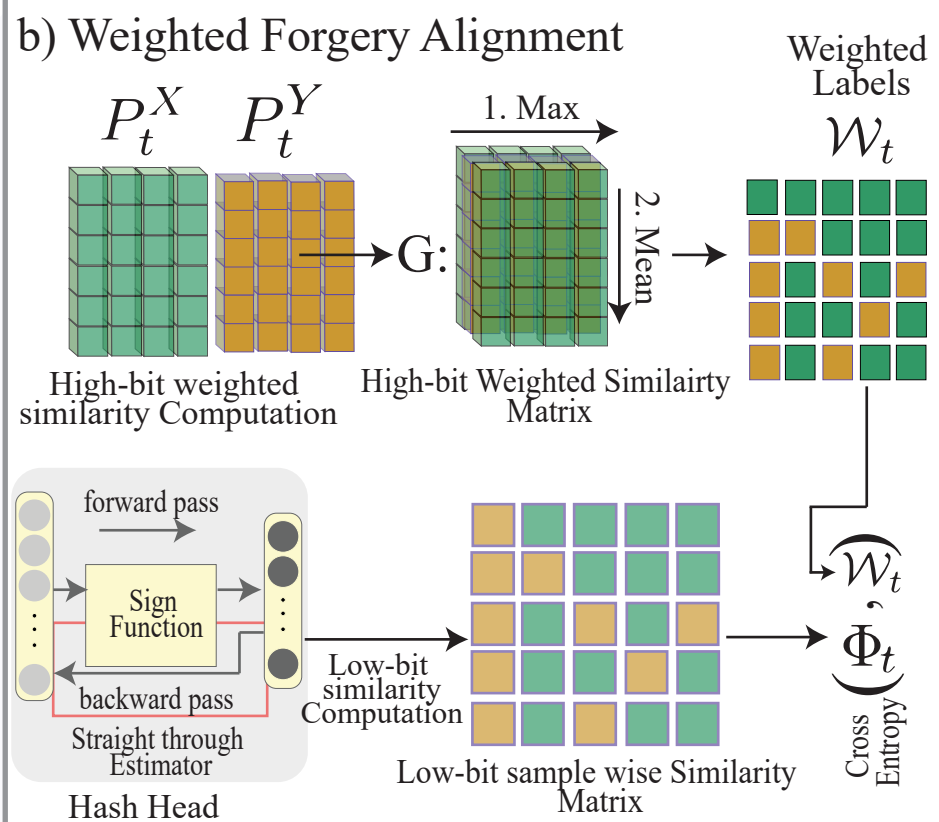 b) Weighted Forgery Alignment
Weighted
Labels
P_t^X
P_t^Y
1. Max
𝒲_t
G:
2. Mean
High-bit weighted
similarity Computation
High-bit Weighted Similairty
Matrix
forward pass
Sign
Function
backward pass
Straight through
Estimator
Hash Head
Low-bit
similarity
Computation
Low-bit sample wise Similarity
Matrix
(𝒲_t , Φ_t)
Cross
Entropy